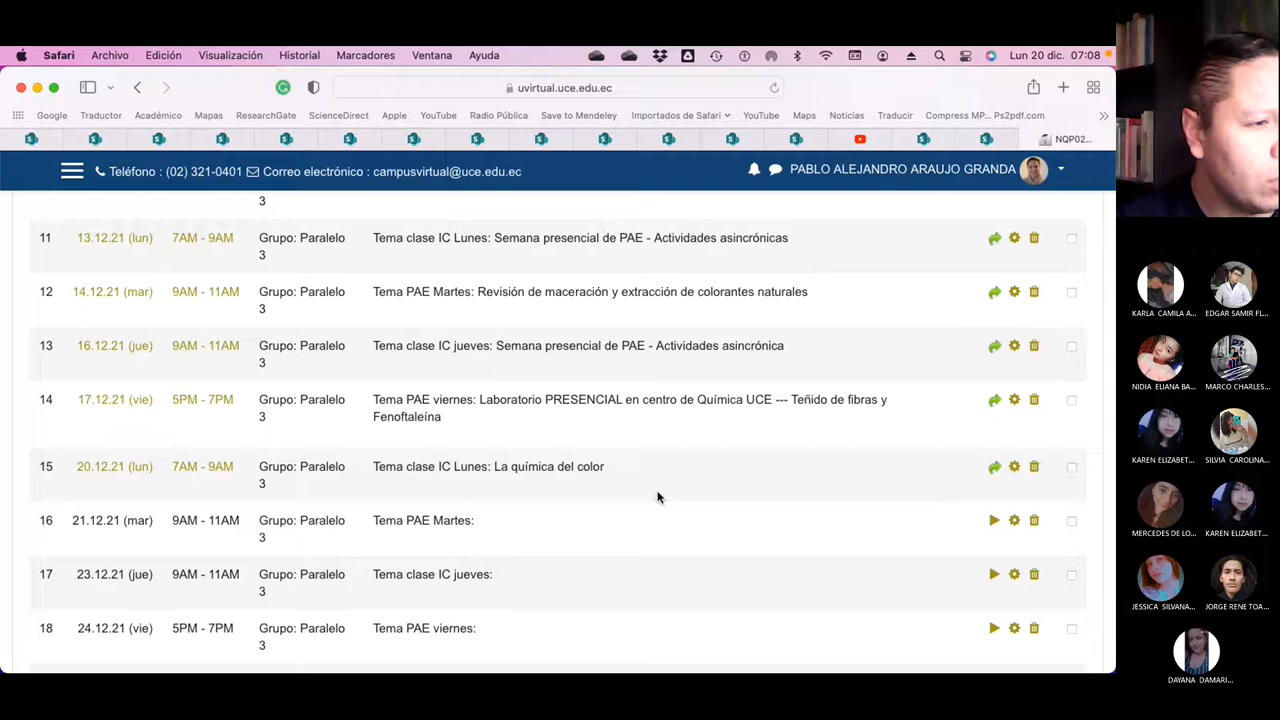 Safari Archivo Edición Visualización Historial Marcadores Ventana Ayuda Lun 20 dic. 07:08
uvirtual.uce.edu.ec
Google Traductor Académico Mapas ResearchGate ScienceDirect Apple YouTube Radio Pública Save to Mendeley Importados de Safari YouTube Maps Noticias Traducir Compress MP... Ps2pdf.com
NQP02...
Teléfono : (02) 321-0401 Correo electrónico : campusvirtual@uce.edu.ec PABLO ALEJANDRO ARAUJO GRANDA
3
11 13.12.21 (lun) 7AM - 9AM Grupo: Paralelo Tema clase IC Lunes: Semana presencial de PAE - Actividades asincrónicas
3
12 14.12.21 (mar) 9AM - 11AM Grupo: Paralelo Tema PAE Martes: Revisión de maceración y extracción de colorantes naturales
3
13 16.12.21 (jue) 9AM - 11AM Grupo: Paralelo Tema clase IC jueves: Semana presencial de PAE - Actividades asincrónica
3
14 17.12.21 (vie) 5PM - 7PM Grupo: Paralelo Tema PAE viernes: Laboratorio PRESENCIAL en centro de Química UCE --- Teñido de fibras y
3 Fenoftaleína
15 20.12.21 (lun) 7AM - 9AM Grupo: Paralelo Tema clase IC Lunes: La química del color
3
16 21.12.21 (mar) 9AM - 11AM Grupo: Paralelo Tema PAE Martes:
3
17 23.12.21 (jue) 9AM - 11AM Grupo: Paralelo Tema clase IC jueves:
3
18 24.12.21 (vie) 5PM - 7PM Grupo: Paralelo Tema PAE viernes:
3
KARLA CAMILA A... EDGAR SAMIR FL...
NIDIA ELIANA BA... MARCO CHARLES...
KAREN ELIZABET... SILVIA CAROLINA...
MERCEDES DE LO... KAREN ELIZABET...
JESSICA SILVANA... JORGE RENE TOA...
DAYANA DAMARI...